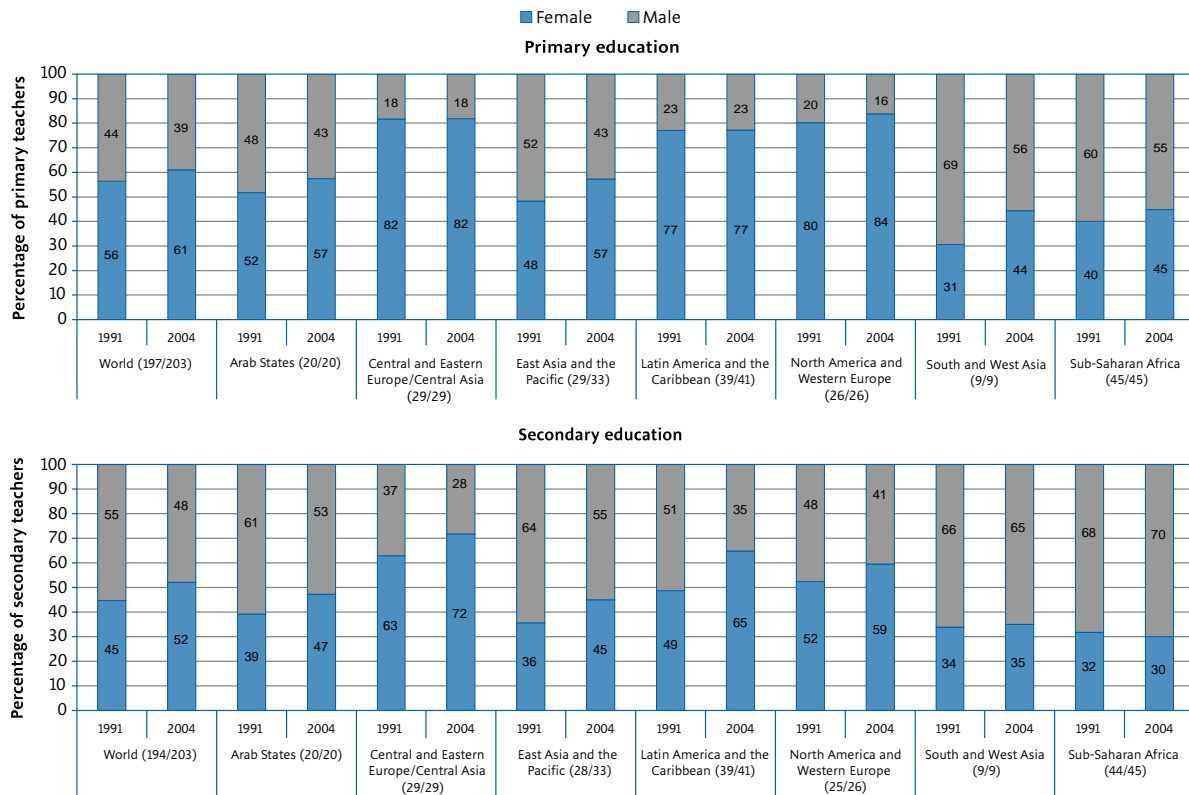 Female Male
Primary education
Percentage of primary teachers
100
90
80
70
60
50
40
30
20
10
0
44 39 48 43 18 18 52 43 23 23 20 16 69 56 60 55
56 61 52 57 82 82 48 57 77 77 80 84 31 44 40 45
1991 2004 1991 2004 1991 2004 1991 2004 1991 2004 1991 2004 1991 2004 1991 2004
World (197/203)
Arab States (20/20)
Central and Eastern
Europe/Central Asia
(29/29)
East Asia and the
Pacific (29/33)
Latin America and the
Caribbean (39/41)
North America and
Western Europe
(26/26)
South and West Asia
(9/9)
Sub-Saharan Africa
(45/45)
Secondary education
Percentage of secondary teachers
100
90
80
70
60
50
40
30
20
10
0
55 48 61 53 37 28 64 55 51 35 48 41 66 65 68 70
45 52 39 47 63 72 36 45 49 65 52 59 34 35 32 30
1991 2004 1991 2004 1991 2004 1991 2004 1991 2004 1991 2004 1991 2004 1991 2004
World (194/203)
Arab States (20/20)
Central and Eastern
Europe/Central Asia
(29/29)
East Asia and the
Pacific (28/33)
Latin America and the
Caribbean (39/41)
North America and
Western Europe
(25/26)
South and West Asia
(9/9)
Sub-Saharan Africa
(44/45)